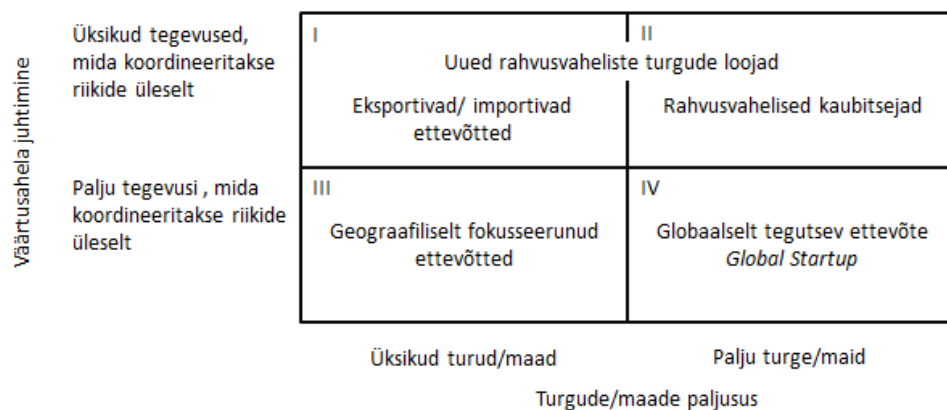 Väärtusahela juhtimine
Üksikud tegevused,
mida koordineeritakse
riikide üleselt
I
II
Uued rahvusvaheliste turgude loojad
Eksportivad/ importivad
ettevõtted
Rahvusvahelised kaubitsejad
Palju tegevusi , mida
koordineeritakse riikide
üleselt
III
IV
Geograafiliselt fokusseerunud
ettevõtted
Globaalselt tegutsev ettevõte
Global Startup
Üksikud turud/maad
Palju turge/maid
Turgude/maade paljusus